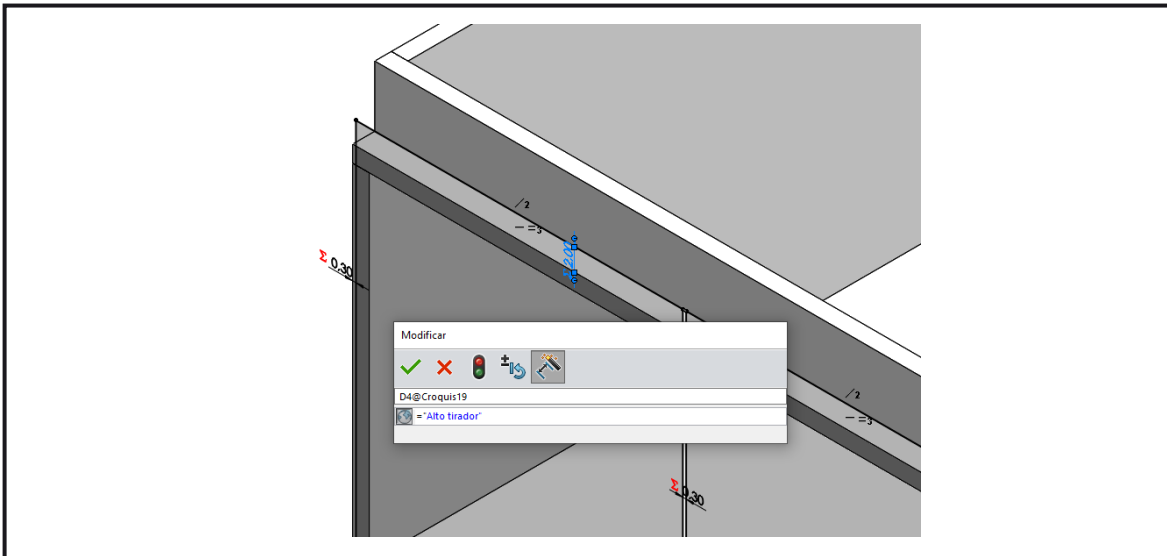 / 2
— =3
Σ 0.30
Modificar
D4@Croquis19
="Alto tirador"
/ 2
— =3
Σ 0.30